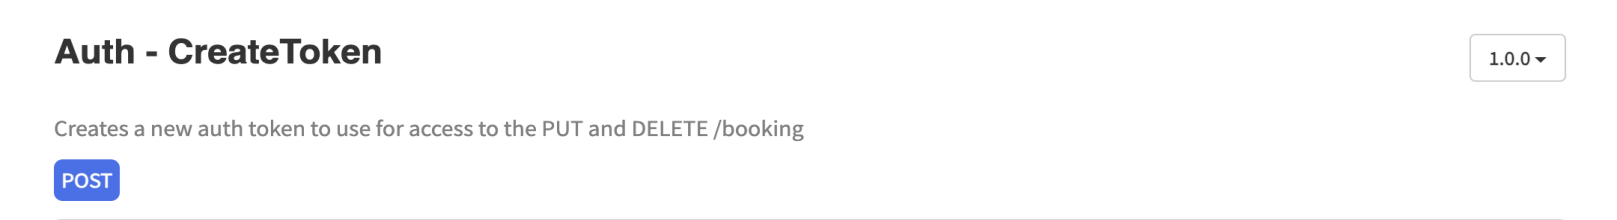 Auth - CreateToken
1.0.0
Creates a new auth token to use for access to the PUT and DELETE /booking
POST